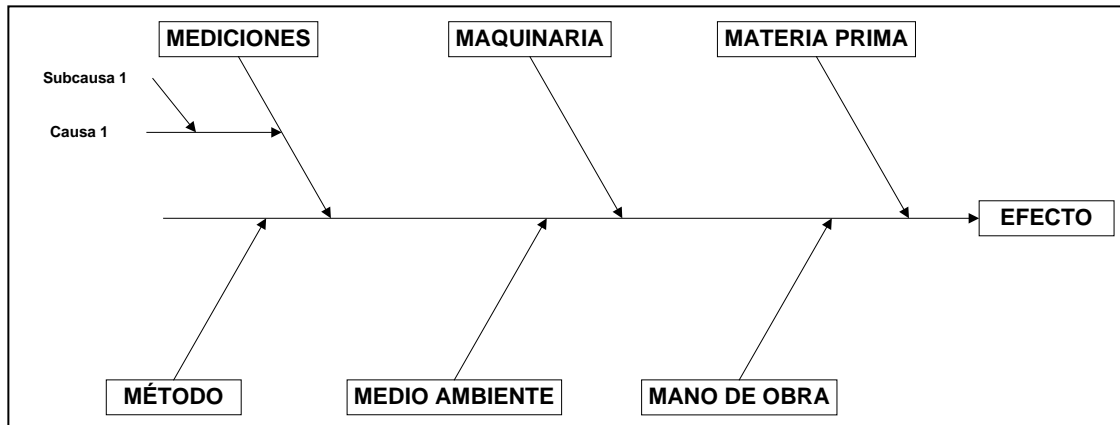 MEDICIONES
MAQUINARIA
MATERIA PRIMA
Subcausa 1
Causa 1
EFECTO
MÉTODO
MEDIO AMBIENTE
MANO DE OBRA